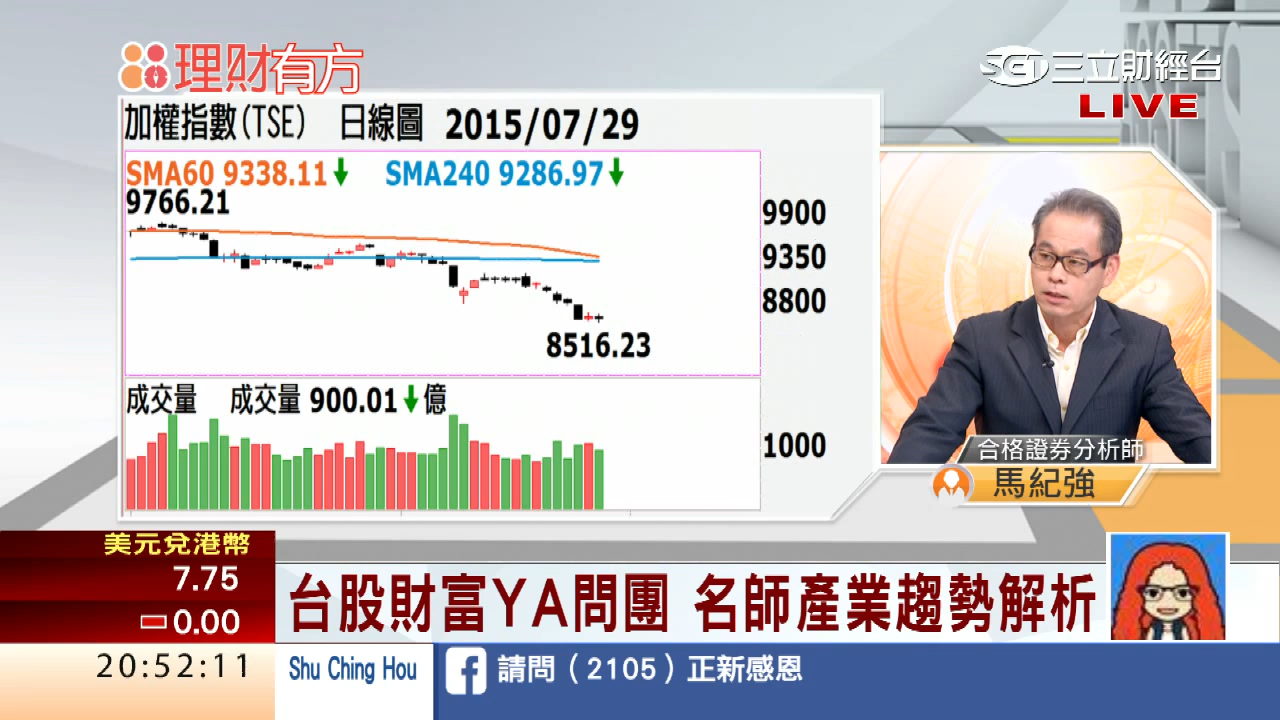 理財有方
SET三立財經台
LIVE
加權指數(TSE) 日線圖 2015/07/29
SMA60 9338.11↓ SMA240 9286.97↓
9766.21
9900
9350
8800
8516.23
成交量 成交量 900.01↓億
1000
合格證券分析師
馬紀強
美元兌港幣
7.75
0.00
台股財富YA問團 名師產業趨勢解析
20:52:11
Shu Ching Hou
請問（2105）正新感恩